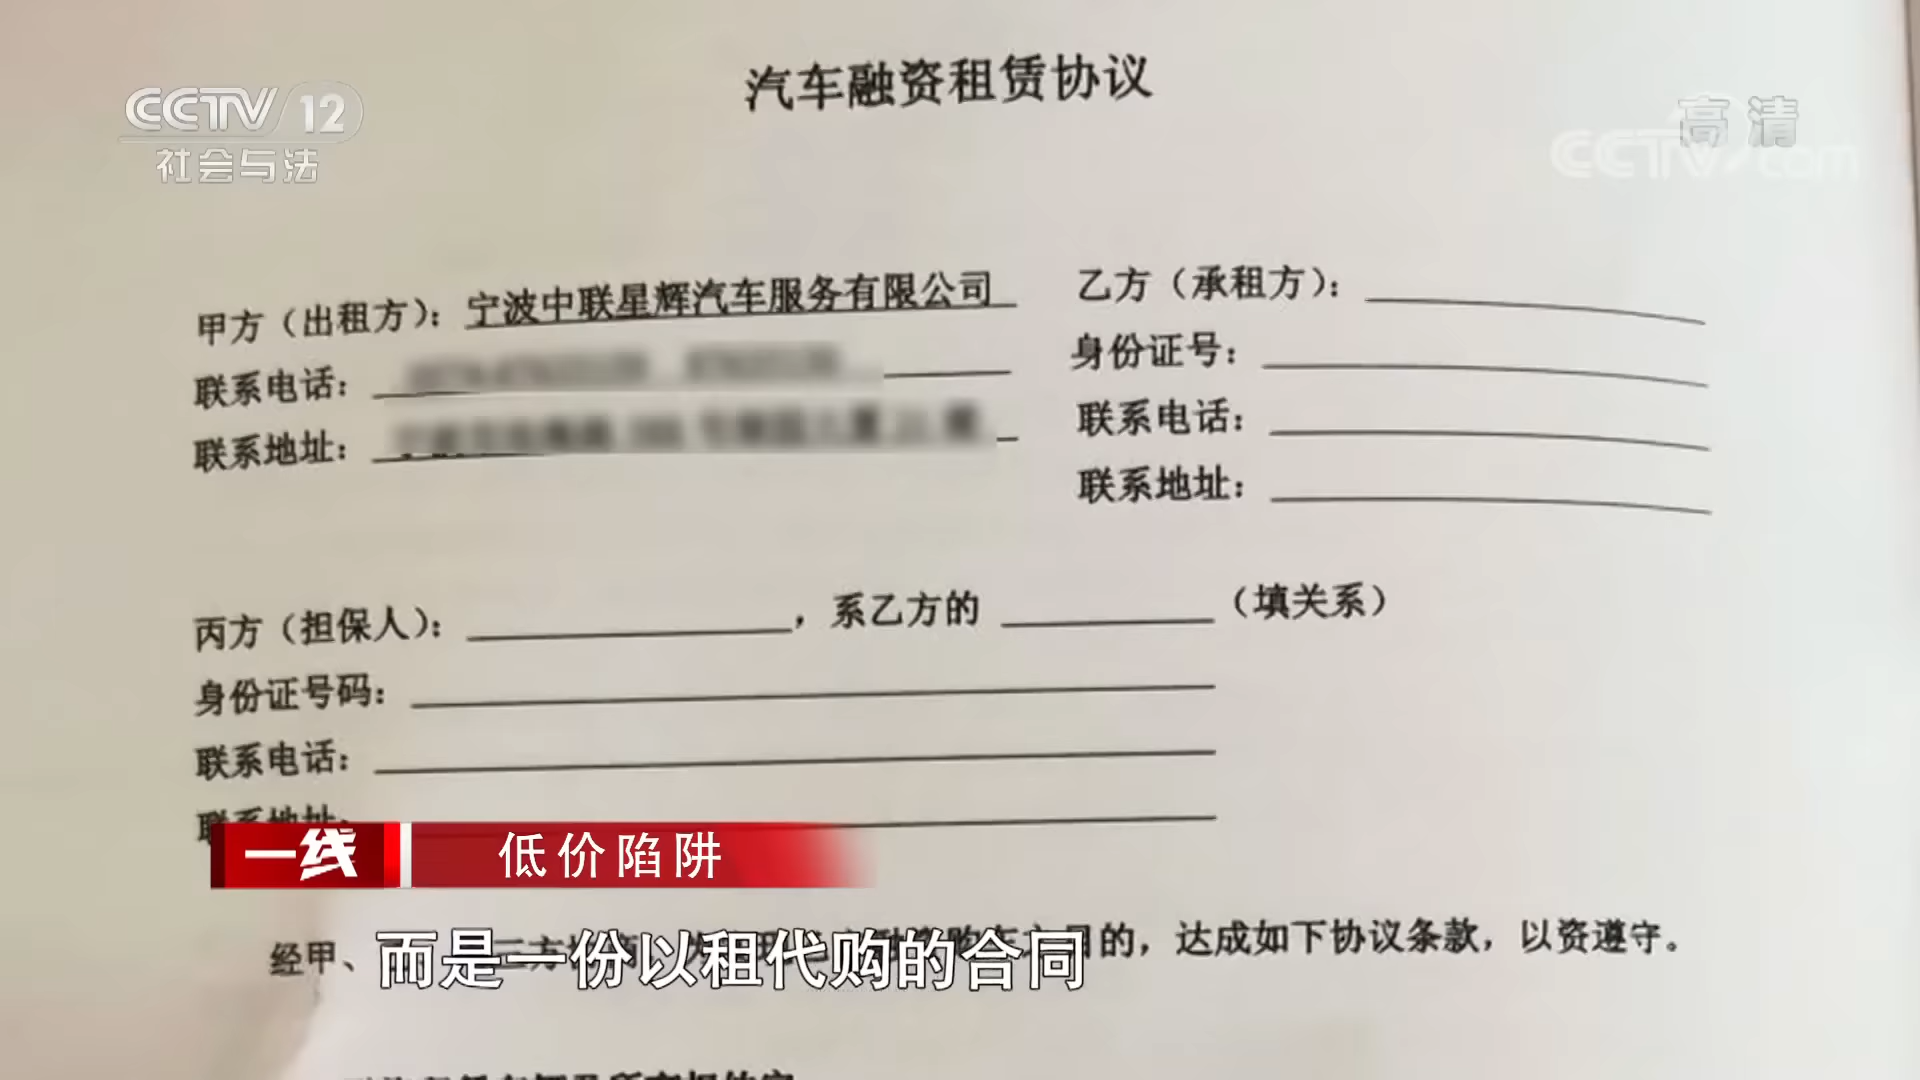 汽车融资租赁协议
CCTV 12
社会与法
高清
CCTV.com
甲方（出租方）：宁波中联星辉汽车服务有限公司
乙方（承租方）：
联系电话：
身份证号：
联系地址：
联系电话：
联系地址：
丙方（担保人）： ，系乙方的 （填关系）
身份证号码：
联系电话：
联系地址：
一线 低价陷阱
经甲、 三方 的，达成如下协议条款，以资遵守。
而是一份以租代购的合同